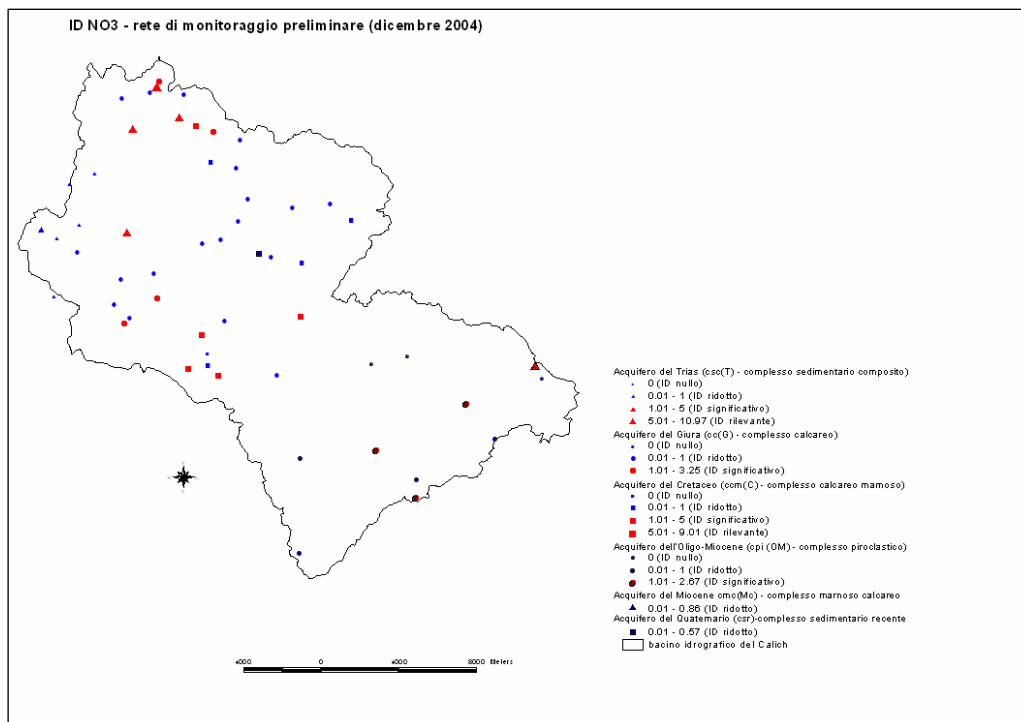 ID NO3 - rete di monitoraggio preliminare (dicembre 2004)
Acquifero del Trias (csc(T) - complesso sedimentario composito)
0 (ID nullo)
0.01 - 1 (ID ridotto)
1.01 - 5 (ID significativo)
5.01 - 10.97 (ID rilevante)
Acquifero del Giura (cc(G) - complesso calcareo)
0 (ID nullo)
0.01 - 1 (ID ridotto)
1.01 - 3.25 (ID significativo)
Acquifero del Cretaceo (ccm(C) - complesso calcareo marnoso)
0 (ID nullo)
0.01 - 1 (ID ridotto)
1.01 - 5 (ID significativo)
5.01 - 9.01 (ID rilevante)
Acquifero dell'Oligo-Miocene (cpi (OM) - complesso piroclastico)
0 (ID nullo)
0.01 - 1 (ID ridotto)
1.01 - 2.67 (ID significativo)
Acquifero del Miocene cmc(Mc) - complesso marnoso calcareo
0.01 - 0.86 (ID ridotto)
Acquifero del Quaternario (csr)-complesso sedimentario recente
0.01 - 0.57 (ID ridotto)
bacino idrografico del Calich
4000 0 4000 8000 Meters